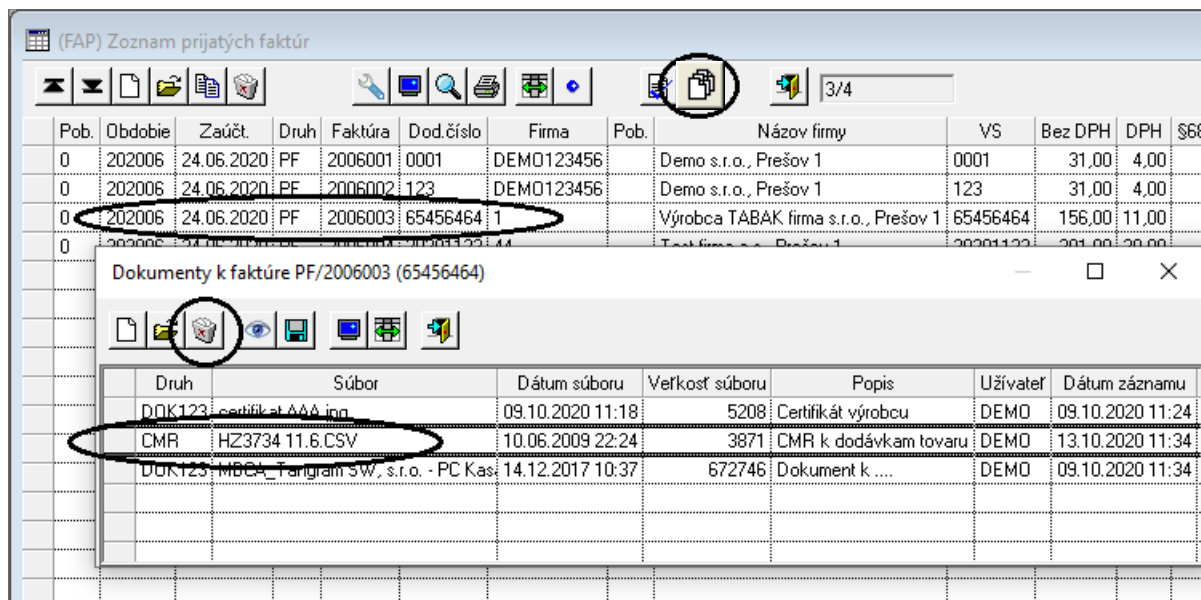 (FAP) Zoznam prijatých faktúr
3/4
Pob. Obdobie Zaúčt. Druh Faktúra Dod.číslo Firma Pob. Názov firmy VS Bez DPH DPH §68
0 202006 24.06.2020 PF 2006001 0001 DEMO123456 Demo s.r.o., Prešov 1 0001 31,00 4,00
0 202006 24.06.2020 PF 2006002 123 DEMO123456 Demo s.r.o., Prešov 1 123 31,00 4,00
0 202006 24.06.2020 PF 2006003 65456464 1 Výrobca TABAK firma s.r.o., Prešov 1 65456464 156,00 11,00
0
Dokumenty k faktúre PF/2006003 (65456464)
Druh Súbor Dátum súboru Veľkosť súboru Popis Užívateľ Dátum záznamu
DOK123 certifikat AAA.jpg 09.10.2020 11:18 5208 Certifikát výrobcu DEMO 09.10.2020 11:24
CMR HZ3734 11.6.CSV 10.06.2009 22:24 3871 CMR k dodávkam tovaru DEMO 13.10.2020 11:34
DOK123 MBCA_Tangram SW, s.r.o. - PC Kas 14.12.2017 10:37 672746 Dokument k .... DEMO 09.10.2020 11:34